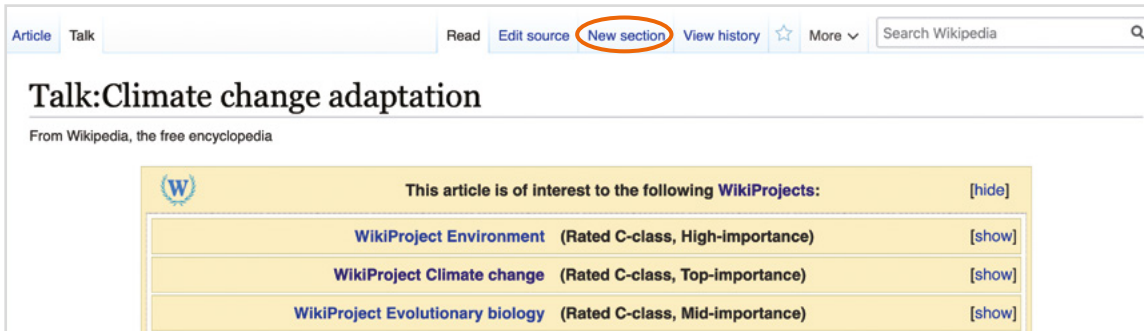 Article Talk Read Edit source New section View history More Search Wikipedia
Talk:Climate change adaptation
From Wikipedia, the free encyclopedia
W This article is of interest to the following WikiProjects: [hide]
WikiProject Environment (Rated C-class, High-importance) [show]
WikiProject Climate change (Rated C-class, Top-importance) [show]
WikiProject Evolutionary biology (Rated C-class, Mid-importance) [show]